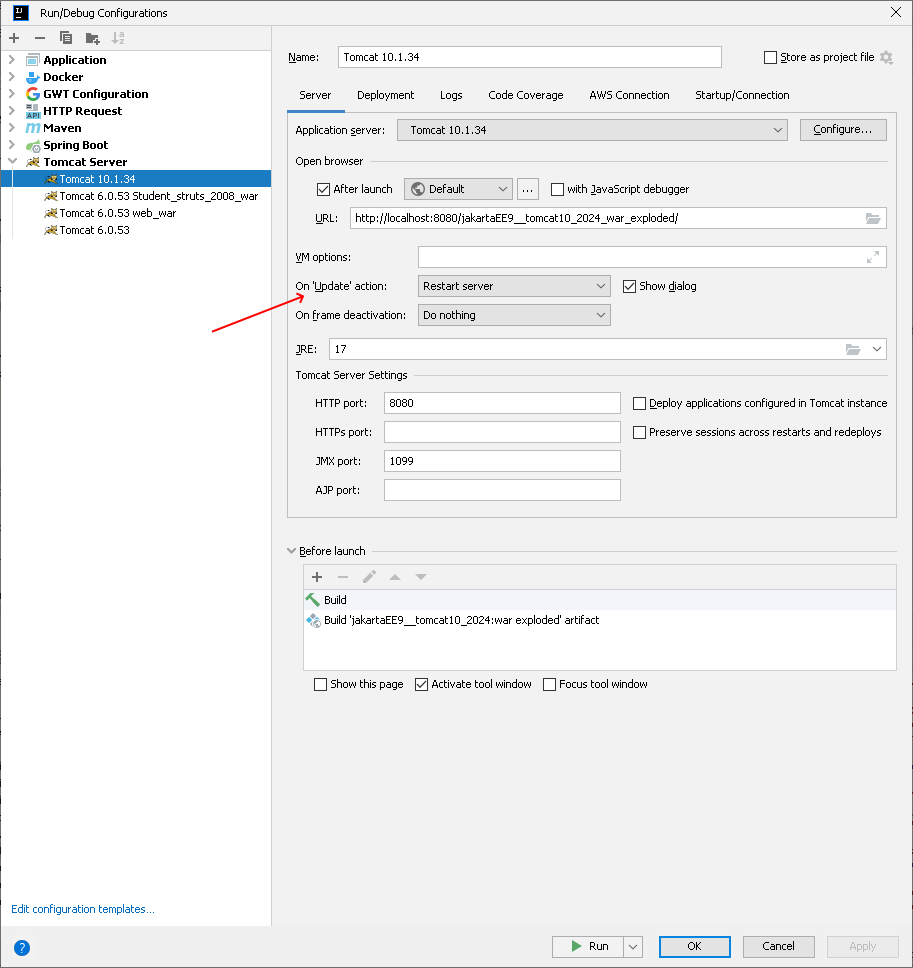 Run/Debug Configurations
Application
Docker
GWT Configuration
API
HTTP Request
Maven
Spring Boot
Tomcat Server
Tomcat 10.1.34
Tomcat 6.0.53 Student_struts_2008_war
Tomcat 6.0.53 web_war
Tomcat 6.0.53
Edit configuration templates...
Name: Tomcat 10.1.34 Store as project file
Server Deployment Logs Code Coverage AWS Connection Startup/Connection
Application server: Tomcat 10.1.34 Configure...
Open browser
After launch Default ... with JavaScript debugger
URL: http://localhost:8080/jakartaEE9__tomcat10_2024_war_exploded/
VM options:
On 'Update' action: Restart server Show dialog
On frame deactivation: Do nothing
JRE: 17
Tomcat Server Settings
HTTP port: 8080 Deploy applications configured in Tomcat instance
HTTPs port: Preserve sessions across restarts and redeploys
JMX port: 1099
AJP port:
Before launch
Build
Build 'jakartaEE9__tomcat10_2024:war exploded' artifact
Show this page Activate tool window Focus tool window
? Run OK Cancel Apply